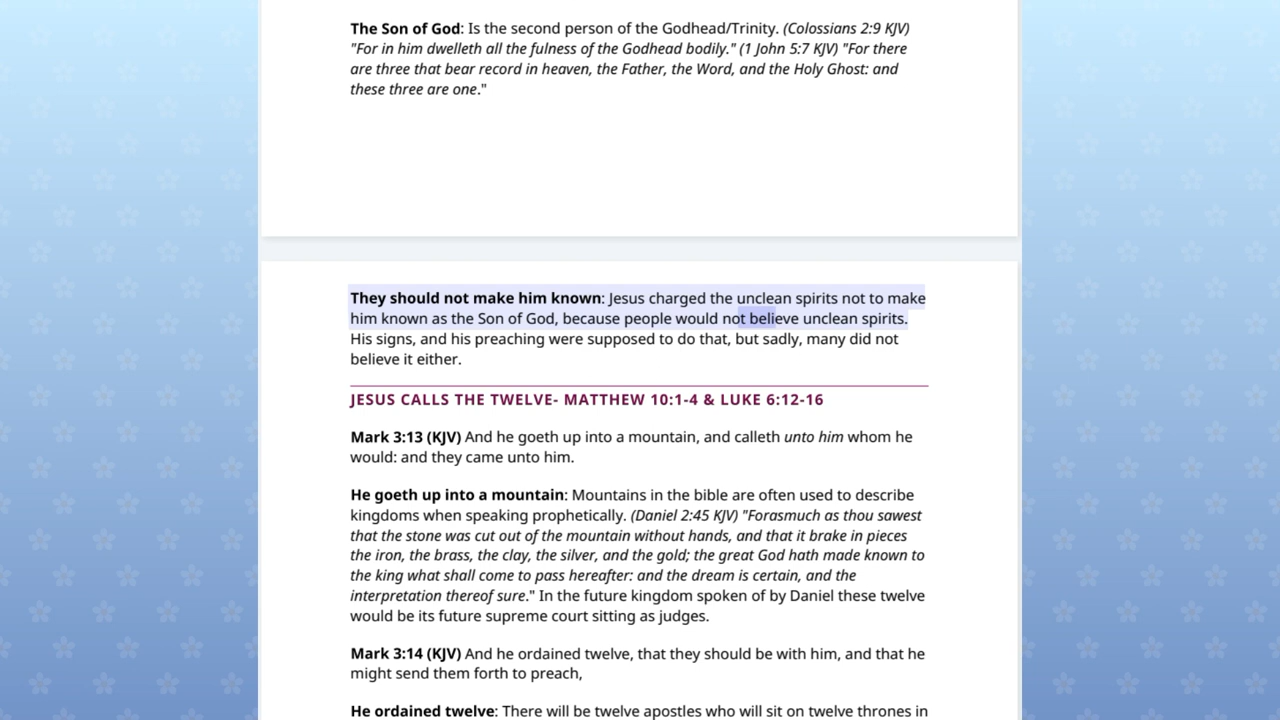 The Son of God: Is the second person of the Godhead/Trinity. (Colossians 2:9 KJV)
"For in him dwelleth all the fulness of the Godhead bodily." (1 John 5:7 KJV) "For there
are three that bear record in heaven, the Father, the Word, and the Holy Ghost: and
these three are one."
They should not make him known: Jesus charged the unclean spirits not to make
him known as the Son of God, because people would not believe unclean spirits.
His signs, and his preaching were supposed to do that, but sadly, many did not
believe it either.
JESUS CALLS THE TWELVE- MATTHEW 10:1-4 & LUKE 6:12-16
Mark 3:13 (KJV) And he goeth up into a mountain, and calleth unto him whom he
would: and they came unto him.
He goeth up into a mountain: Mountains in the bible are often used to describe
kingdoms when speaking prophetically. (Daniel 2:45 KJV) "Forasmuch as thou sawest
that the stone was cut out of the mountain without hands, and that it brake in pieces
the iron, the brass, the clay, the silver, and the gold; the great God hath made known to
the king what shall come to pass hereafter: and the dream is certain, and the
interpretation thereof sure." In the future kingdom spoken of by Daniel these twelve
would be its future supreme court sitting as judges.
Mark 3:14 (KJV) And he ordained twelve, that they should be with him, and that he
might send them forth to preach,
He ordained twelve: There will be twelve apostles who will sit on twelve thrones in